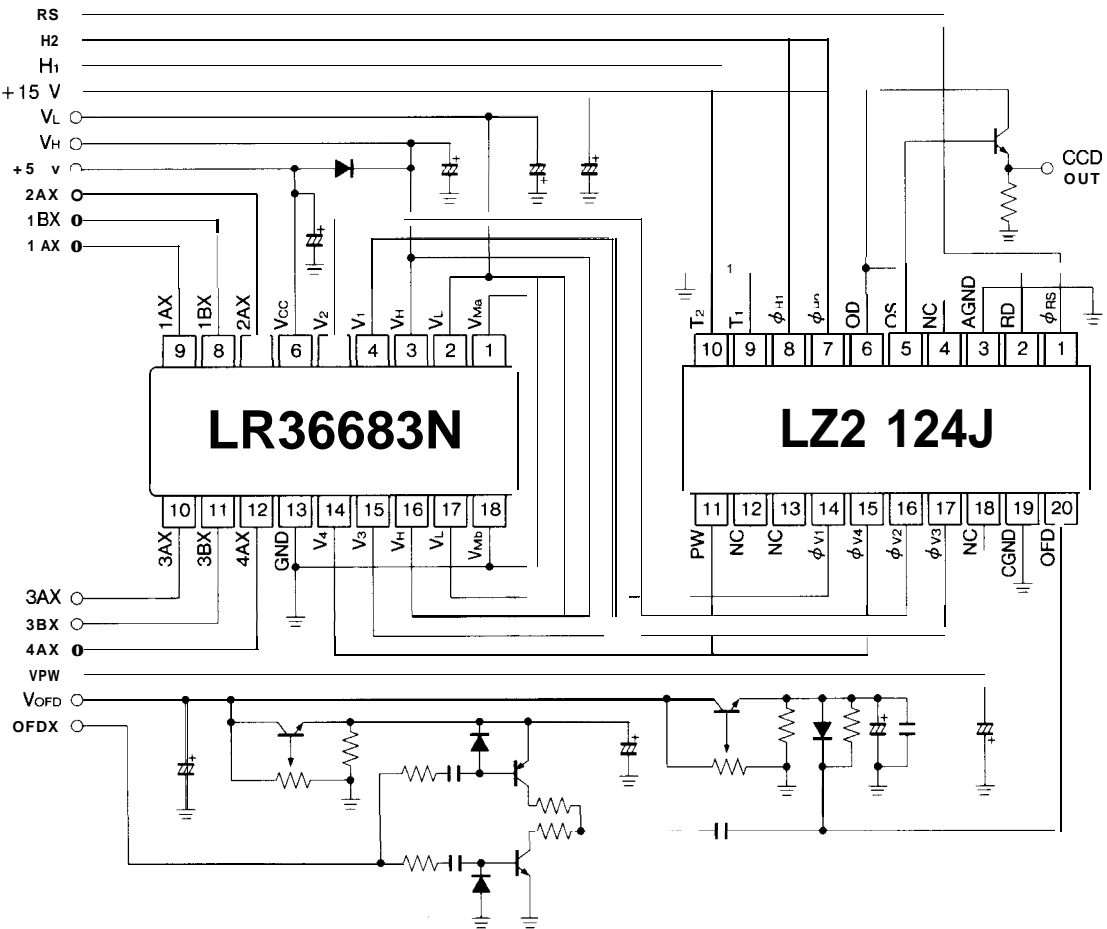 RS
H2
H1
+15 V
VL
VH
+5 v
2AX
1BX
1 AX
CCD
OUT
1
1AX 1BX 2AX VCC V2 V1 VH VL VMa
T2 T1 φH1 OD OS NC AGND RD φRS
9 8 6 4 3 2 1
10 9 8 7 6 5 4 3 2 1
LR36683N
LZ2 124J
10 11 12 13 14 15 16 17 18
11 12 13 14 15 16 17 18 19 20
3AX 3BX 4AX GND V4 V3 VH VL VMb
PW NC NC φV1 φV4 φV2 φV3 NC CGND OFD
3AX
3BX
4AX
VPW
VOFD
OFDX